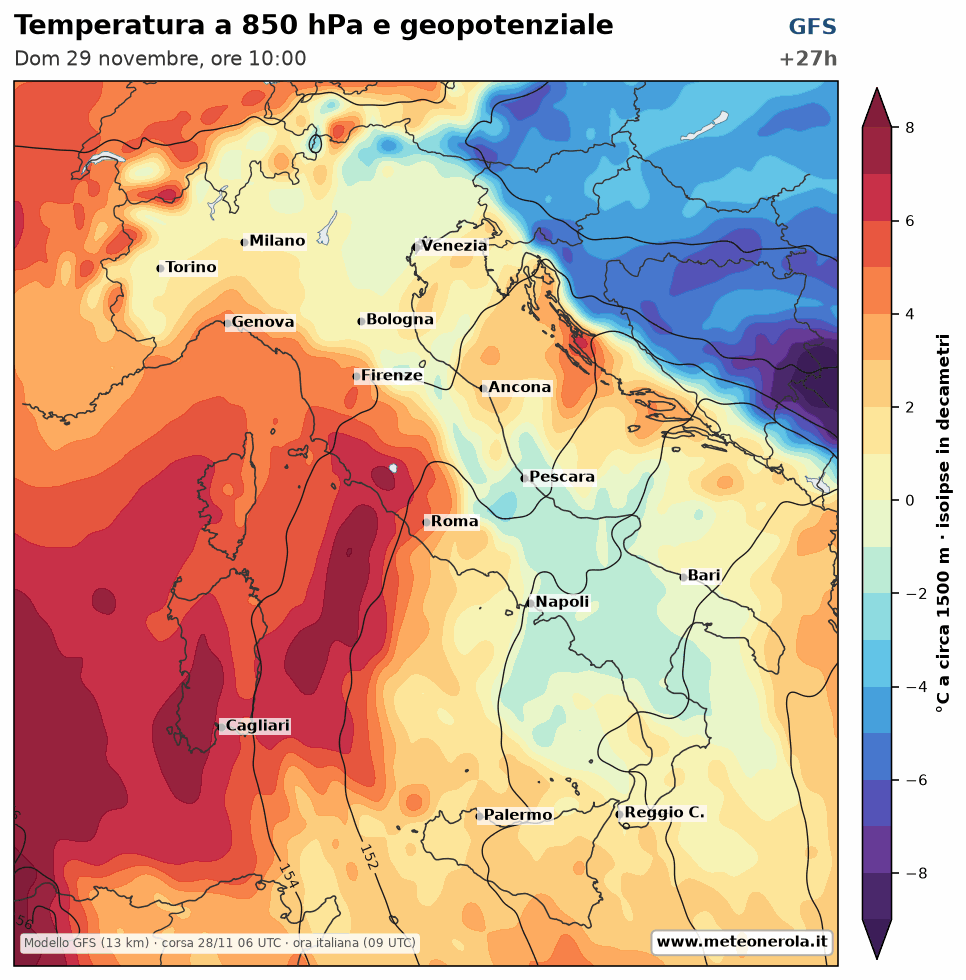 Temperatura a 850 hPa e geopotenziale
GFS
Dom 29 novembre, ore 10:00
+27h
Milano
Venezia
Torino
Genova
Bologna
Firenze
Ancona
Pescara
Roma
Bari
Napoli
Cagliari
Palermo
Reggio C.
154
152
8
6
4
2
0
−2
−4
−6
−8
°C a circa 1500 m · isoipse in decametri
Modello GFS (13 km) · corsa 28/11 06 UTC · ora italiana (09 UTC)
www.meteonerola.it